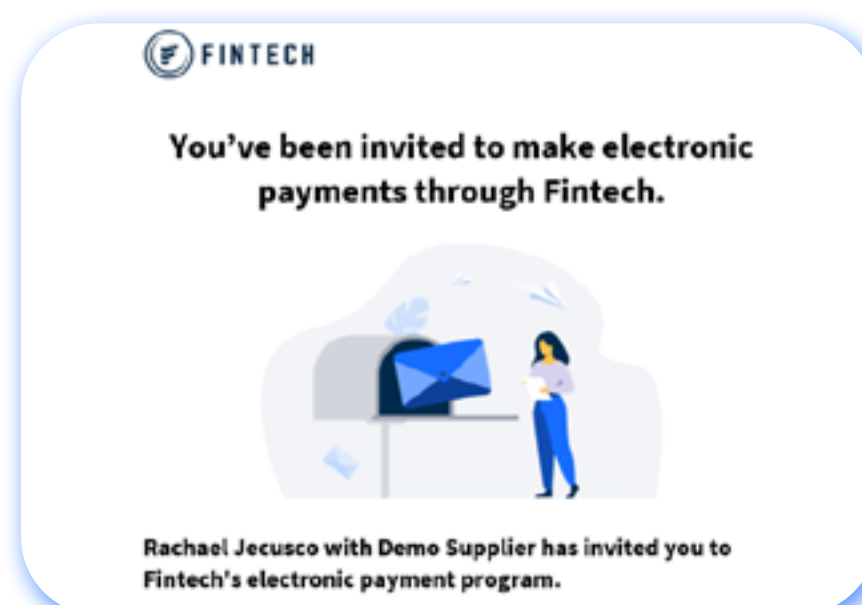 FINTECH
You've been invited to make electronic
payments through Fintech.
Rachael Jecusco with Demo Supplier has invited you to
Fintech's electronic payment program.